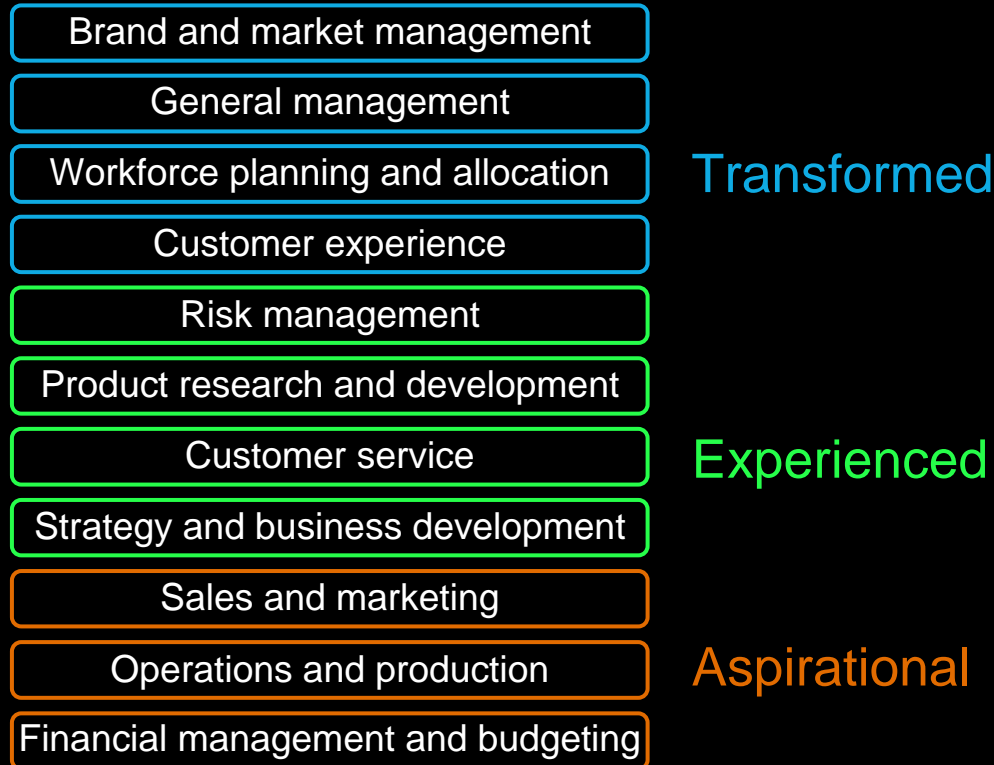 Brand and market management
General management
Workforce planning and allocation
Transformed
Customer experience
Risk management
Product research and development
Customer service
Experienced
Strategy and business development
Sales and marketing
Operations and production
Aspirational
Financial management and budgeting